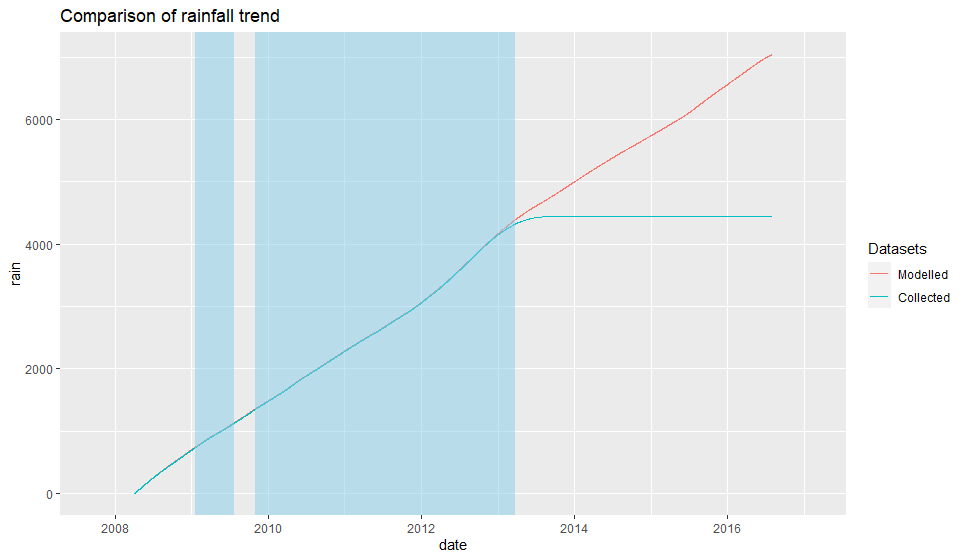 Comparison of rainfall trend
rain
6000
4000
2000
0
2008 2010 2012 2014 2016
date
Datasets
Modelled
Collected